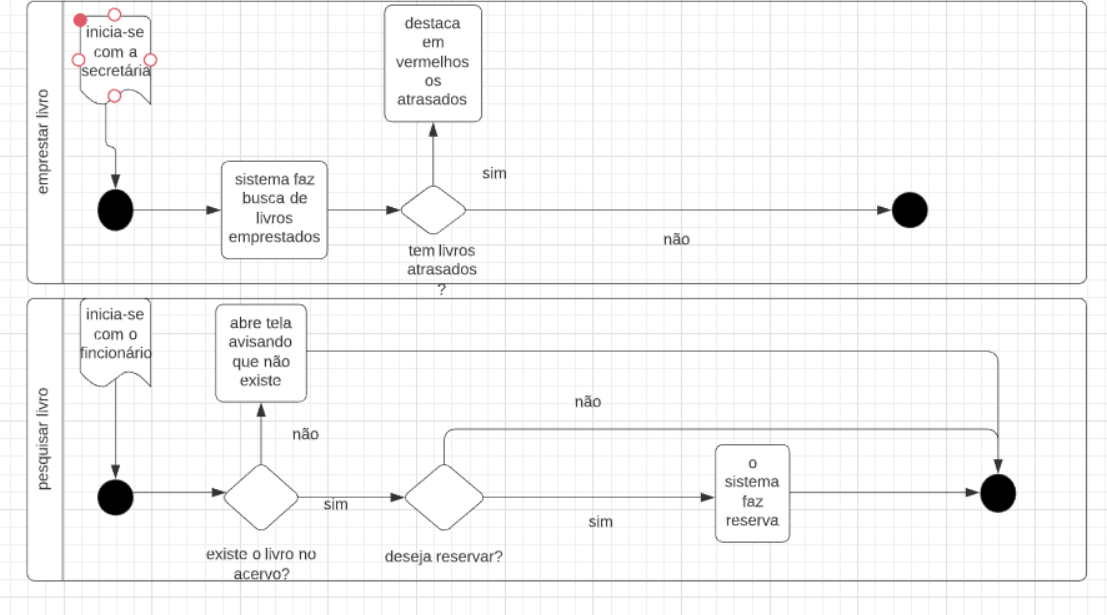 emprestar livro
inicia-se
com a
secretária
destaca
em
vermelhos
os
atrasados
sistema faz
busca de
livros
emprestados
sim
tem livros
atrasados
?
não
pesquisar livro
inicia-se
com o
fincionário
abre tela
avisando
que não
existe
não
não
sim
existe o livro no
acervo?
deseja reservar?
sim
o
sistema
faz
reserva